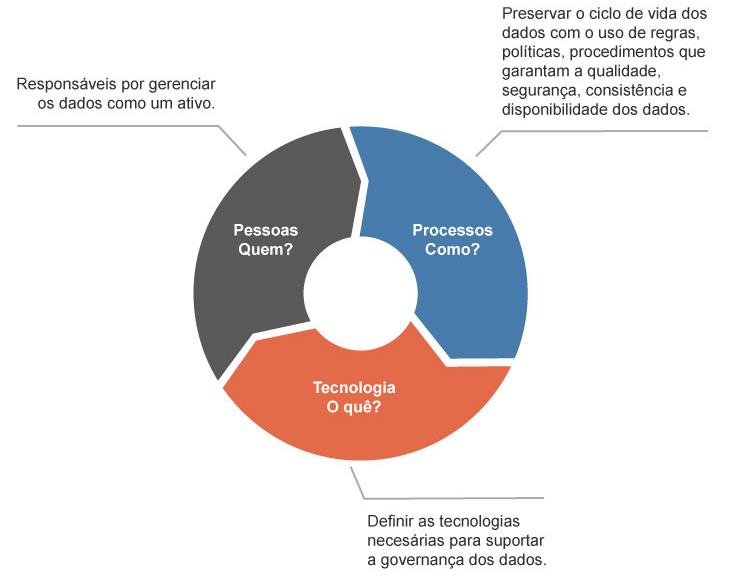 Preservar o ciclo de vida dos
dados com o uso de regras,
políticas, procedimentos que
garantam a qualidade,
segurança, consistência e
disponibilidade dos dados.
Responsáveis por gerenciar
os dados como um ativo.
Pessoas
Quem?
Processos
Como?
Tecnologia
O quê?
Definir as tecnologias
necesárias para suportar
a governança dos dados.